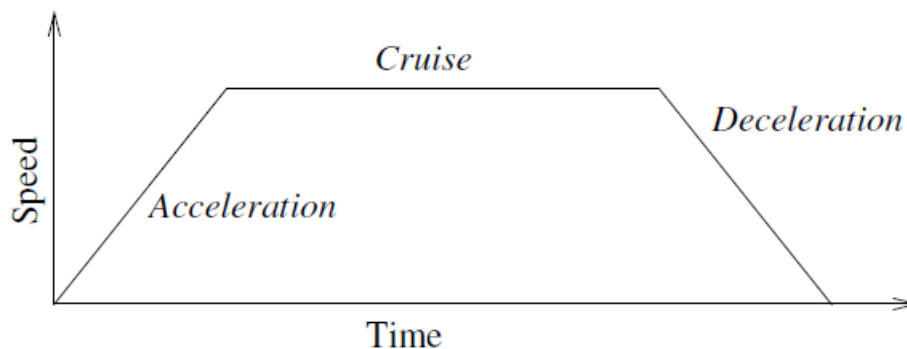 Cruise
Deceleration
Speed
Acceleration
Time